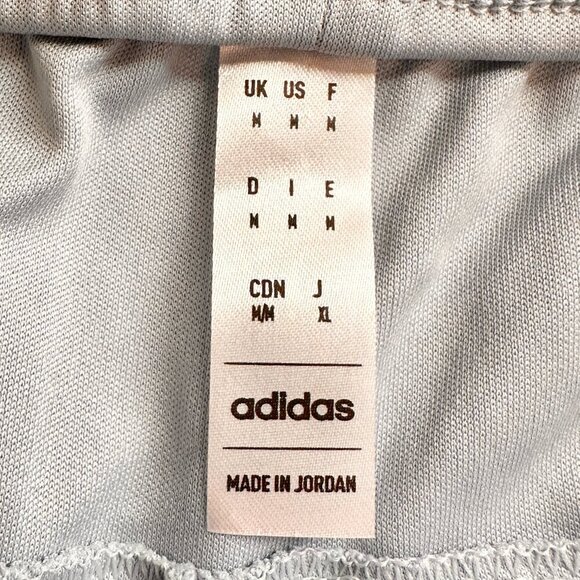 UK US F
M M M
D I E
M M M
CDN J
M/M XL
adidas
MADE IN JORDAN